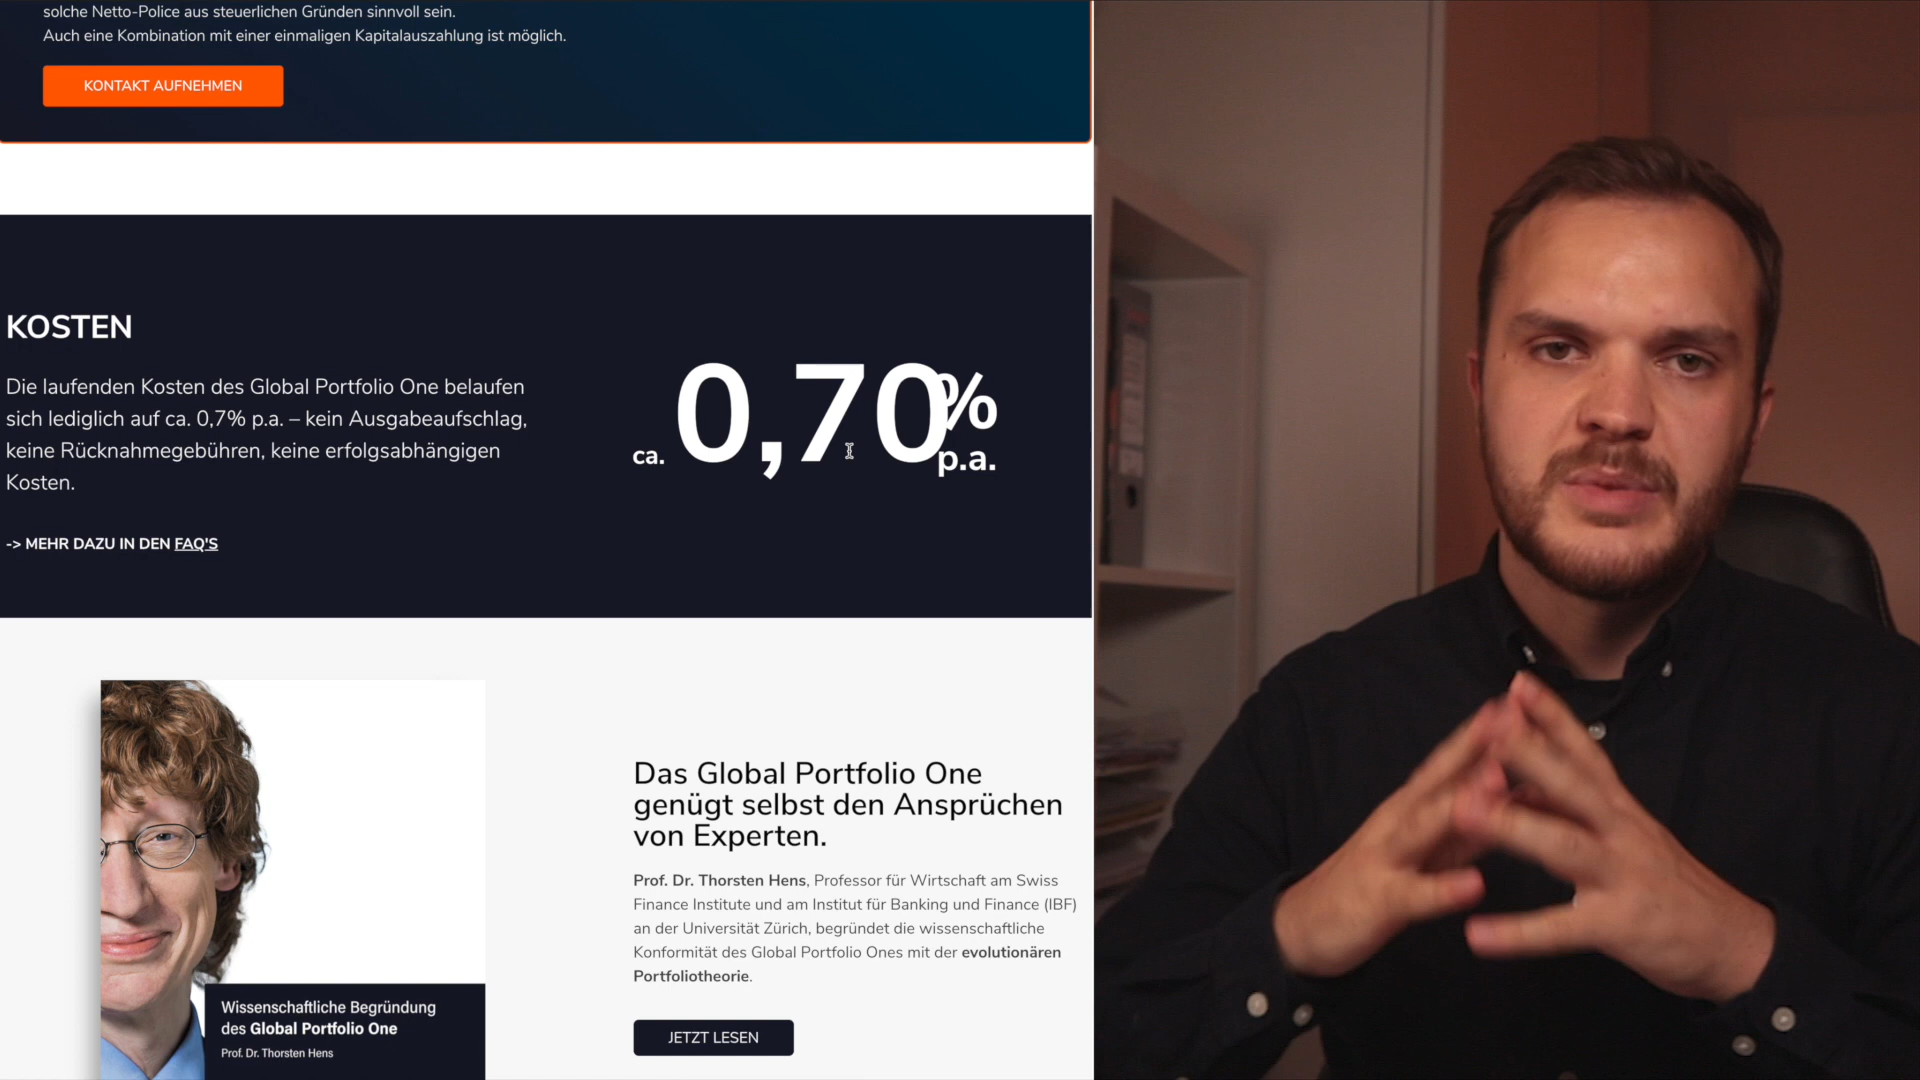 solche Netto-Police aus steuerlichen Gründen sinnvoll sein.
Auch eine Kombination mit einer einmaligen Kapitalauszahlung ist möglich.
KONTAKT AUFNEHMEN
KOSTEN
Die laufenden Kosten des Global Portfolio One belaufen
sich lediglich auf ca. 0,7% p.a. – kein Ausgabeaufschlag,
keine Rücknahmegebühren, keine erfolgsabhängigen
Kosten.
-> MEHR DAZU IN DEN FAQ'S
ca. 0,70% p.a.
Wissenschaftliche Begründung
des Global Portfolio One
Prof. Dr. Thorsten Hens
Das Global Portfolio One
genügt selbst den Ansprüchen
von Experten.
Prof. Dr. Thorsten Hens, Professor für Wirtschaft am Swiss
Finance Institute und am Institut für Banking und Finance (IBF)
an der Universität Zürich, begründet die wissenschaftliche
Konformität des Global Portfolio Ones mit der evolutionären
Portfoliotheorie.
JETZT LESEN